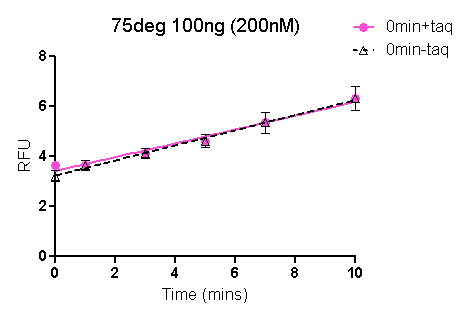 75deg 100ng (200nM)
0min+taq
0min-taq
RFU
8
6
4
2
0
0 2 4 6 8 10
Time (mins)